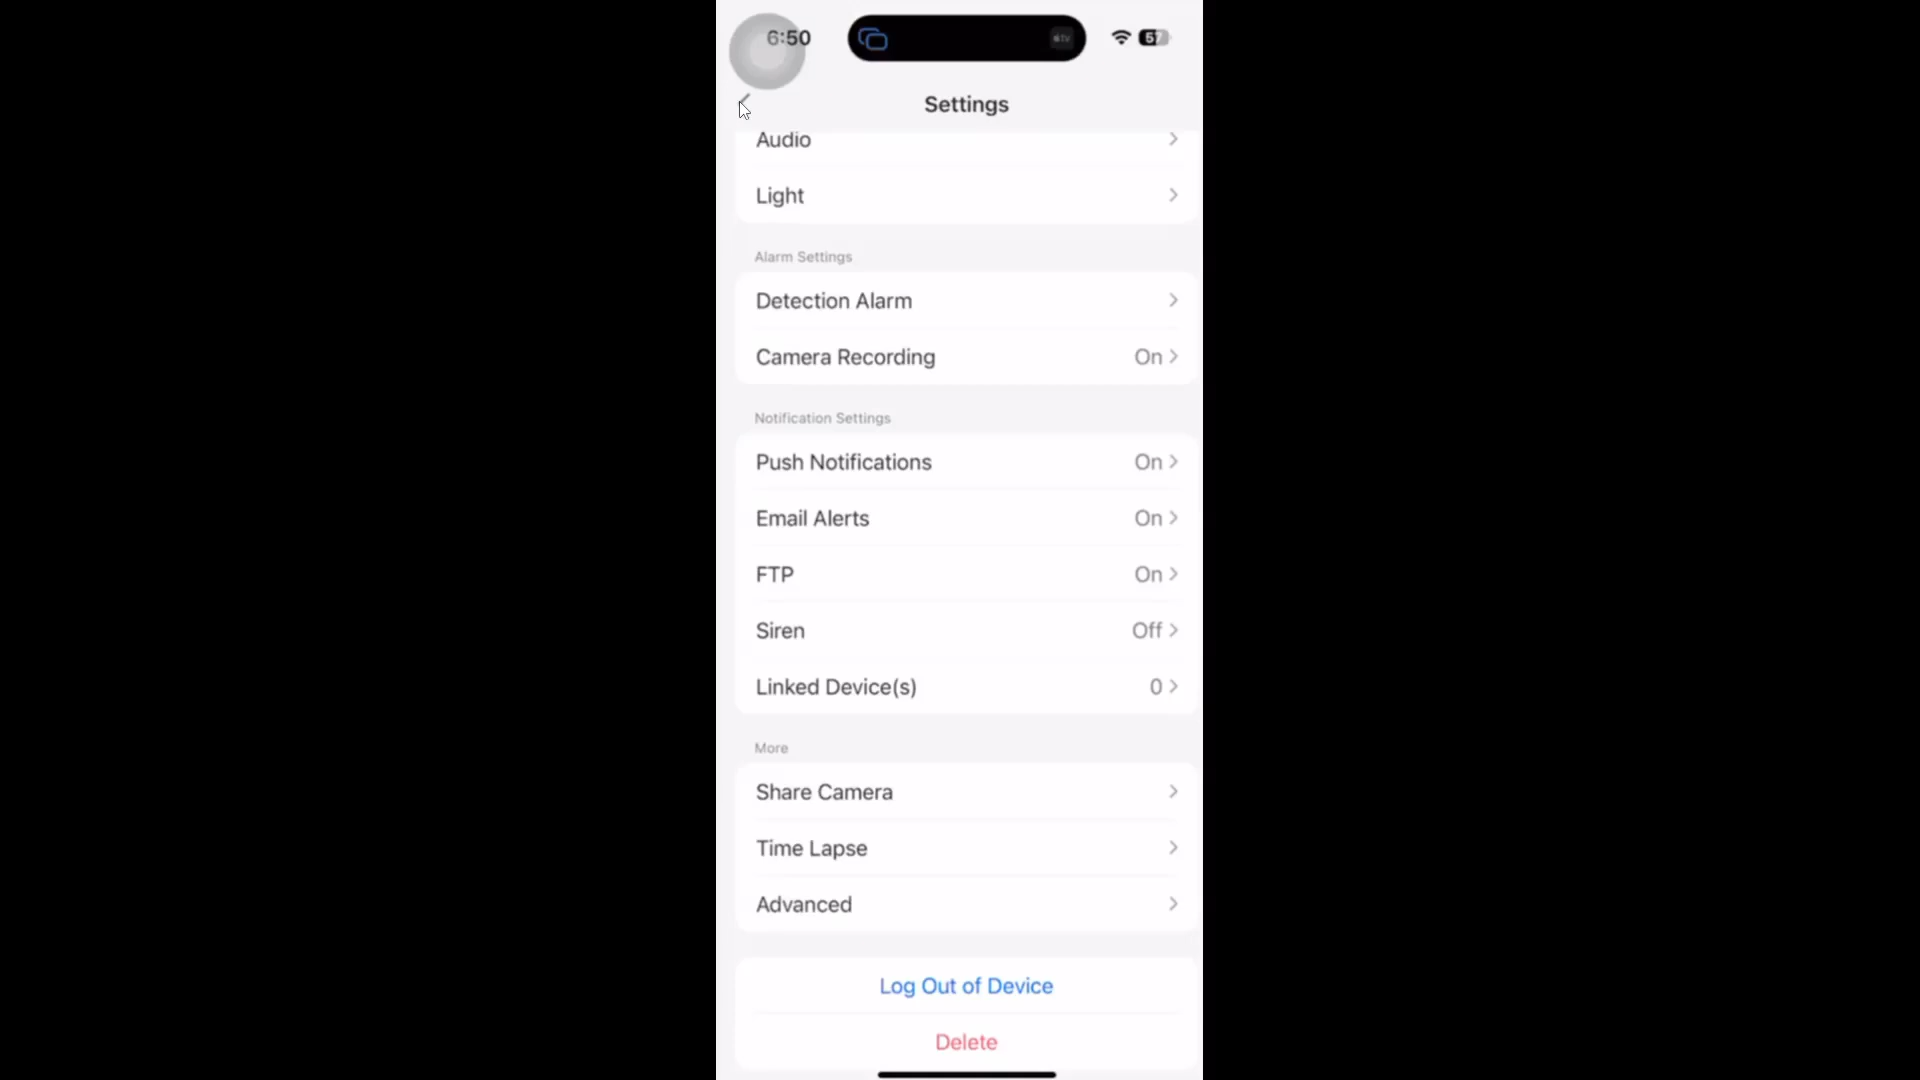 6:50
tv
57
Settings
Audio
Light
Alarm Settings
Detection Alarm
Camera Recording On
Notification Settings
Push Notifications On
Email Alerts On
FTP On
Siren Off
Linked Device(s) 0
More
Share Camera
Time Lapse
Advanced
Log Out of Device
Delete